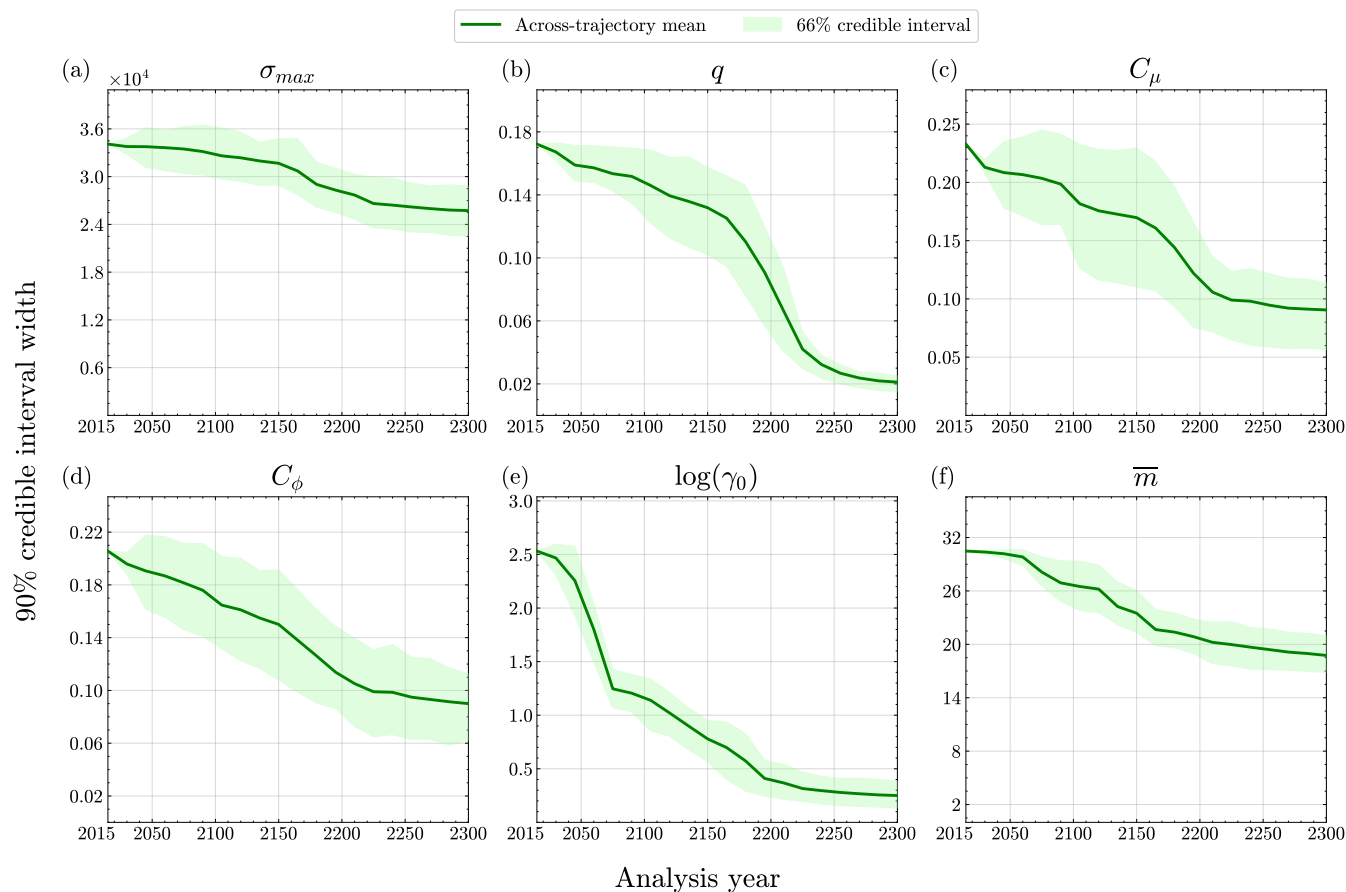 Across-trajectory mean 66% credible interval
(a) ×10⁴ σ_max (b) q (c) C_μ
3.6 0.18 0.25
3.0 0.14 0.20
2.4 0.10 0.15
1.8 0.06 0.10
1.2 0.02 0.05
0.6
2015 2050 2100 2150 2200 2250 2300 2015 2050 2100 2150 2200 2250 2300 2015 2050 2100 2150 2200 2250 2300
90% credible interval width
(d) C_ϕ (e) log(γ₀) (f) m̅
0.22 3.0 32
0.18 2.5 26
0.14 2.0 20
0.10 1.5 14
0.06 1.0 8
0.02 0.5 2
2015 2050 2100 2150 2200 2250 2300 2015 2050 2100 2150 2200 2250 2300 2015 2050 2100 2150 2200 2250 2300
Analysis year